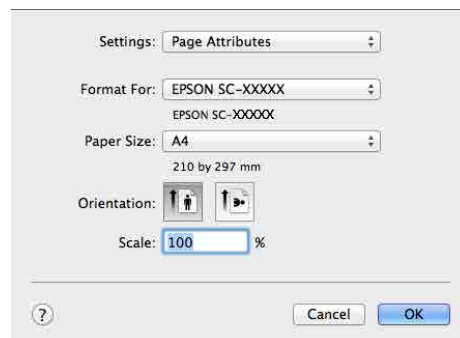 Settings: Page Attributes
Format For: EPSON SC-XXXXX
EPSON SC-XXXXX
Paper Size: A4
210 by 297 mm
Orientation:
Scale: 100 %
? Cancel OK